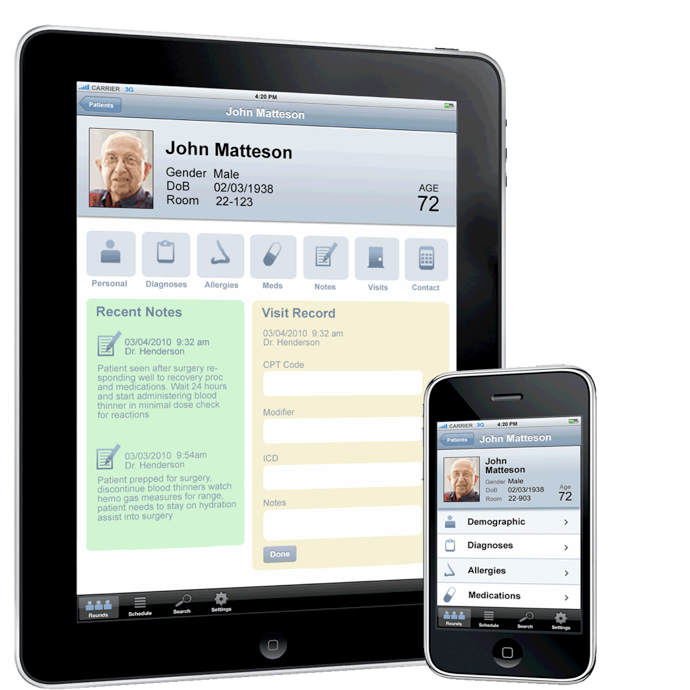 CARRIER 3G
4:20 PM
Patients
John Matteson
John Matteson
Gender Male
DoB 02/03/1938
Room 22-123
AGE
72
Personal
Diagnoses
Allergies
Meds
Notes
Visits
Contact
Recent Notes
03/04/2010 9:32 am
Dr. Henderson
Patient seen after surgery re-
sponding well to recovery proc
and medications. Wait 24 hours
and start administering blood
thinner in minimal dose check
for reactions
03/03/2010 9:54am
Dr. Henderson
Patient prepped for surgery,
discontinue blood thinners watch
hemo gas measures for range,
patient needs to stay on hydration
assist into surgery
Visit Record
03/04/2010 9:32 am
Dr. Henderson
CPT Code
Modifier
ICD
Notes
Done
Rounds
Schedule
Search
Settings
CARRIER 3G
4:20 PM
Patients
John Matteson
John
Matteson
Gender Male
DoB 02/03/1938
Room 22-903
Age
72
Demographic
Diagnoses
Allergies
Medications
Rounds
Schedule
Search
Settings